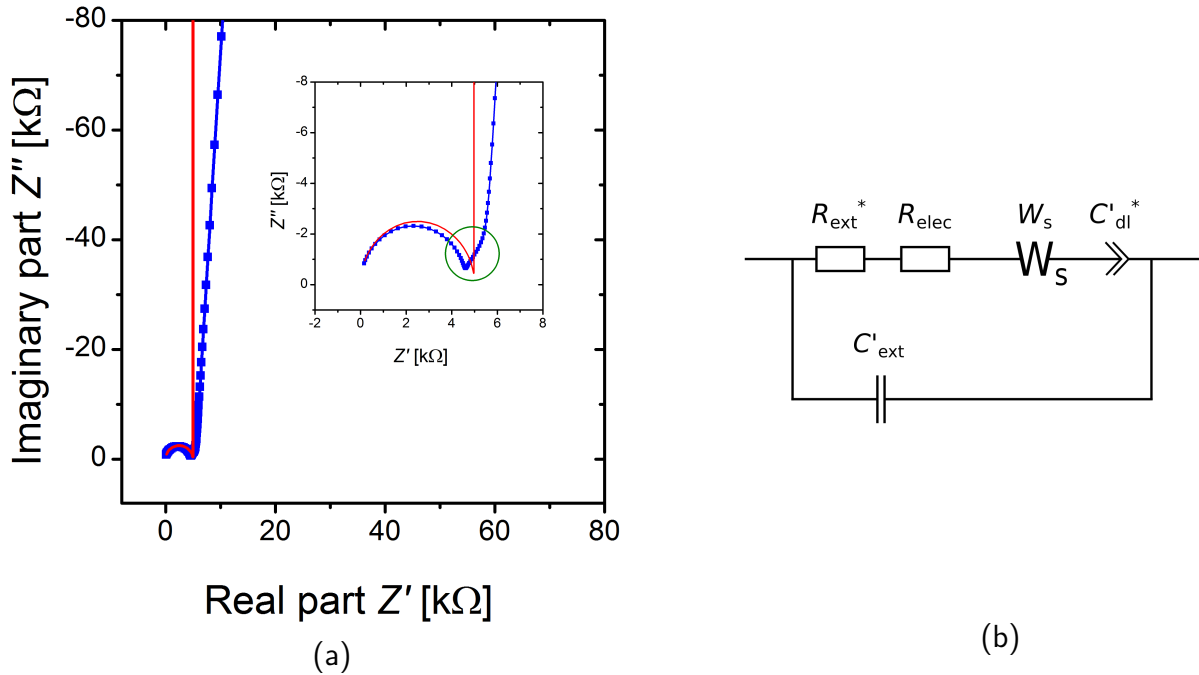 Imaginary part Z″ [kΩ]
-80
-60
-40
-20
0
0 20 40 60 80
Real part Z′ [kΩ]
Z″ [kΩ]
-8
-6
-4
-2
0
-2 0 2 4 6 8
Z′ [kΩ]
(a)
R_ext* R_elec W_s C'_dl*
W_S
C'_ext
(b)